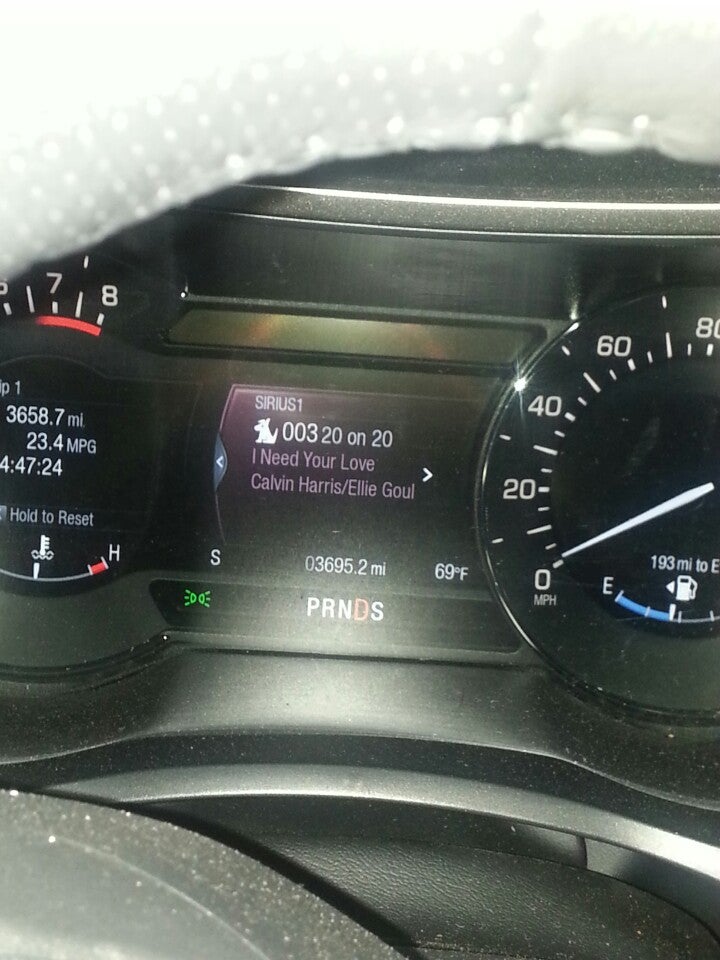 7 8
60 80
40
20
0
MPH
3658.7 mi
23.4 MPG
4:47:24
Hold to Reset
H
SIRIUS1
003 20 on 20
I Need Your Love
Calvin Harris/Ellie Goul
S 03695.2 mi 69°F
PRNDS
193 mi to E
E